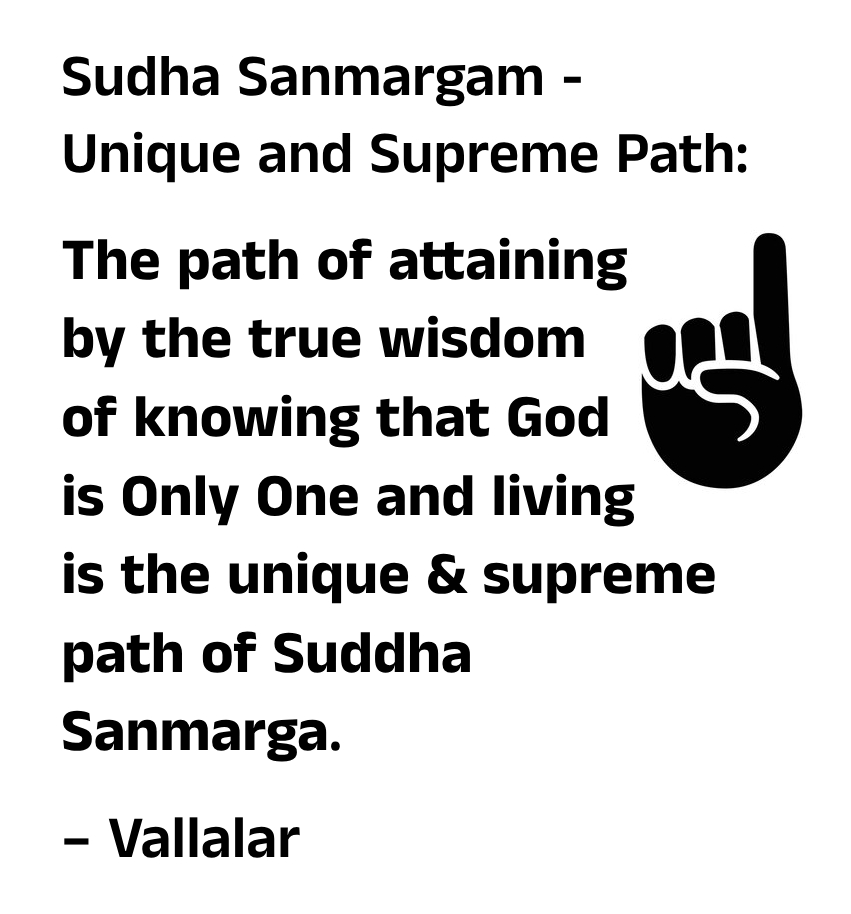 Sudha Sanmargam -
Unique and Supreme Path:
The path of attaining
by the true wisdom
of knowing that God
is Only One and living
is the unique & supreme
path of Suddha
Sanmarga.
– Vallalar